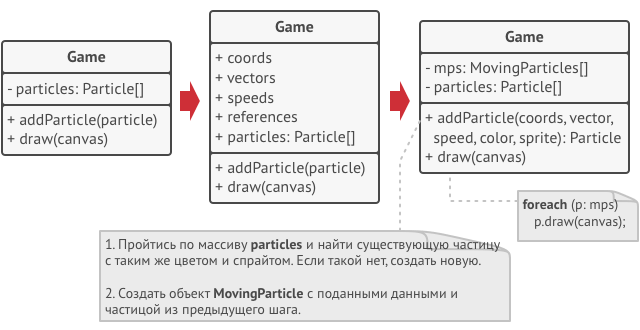 Game
- particles: Particle[]
+ addParticle(particle)
+ draw(canvas)
Game
+ coords
+ vectors
+ speeds
+ references
+ particles: Particle[]
+ addParticle(particle)
+ draw(canvas)
Game
- mps: MovingParticles[]
- particles: Particle[]
+ addParticle(coords, vector,
speed, color, sprite): Particle
+ draw(canvas)
foreach (p: mps)
p.draw(canvas);
1. Пройтись по массиву particles и найти существующую частицу
с таким же цветом и спрайтом. Если такой нет, создать новую.
2. Создать объект MovingParticle с поданными данными и
частицой из предыдущего шага.